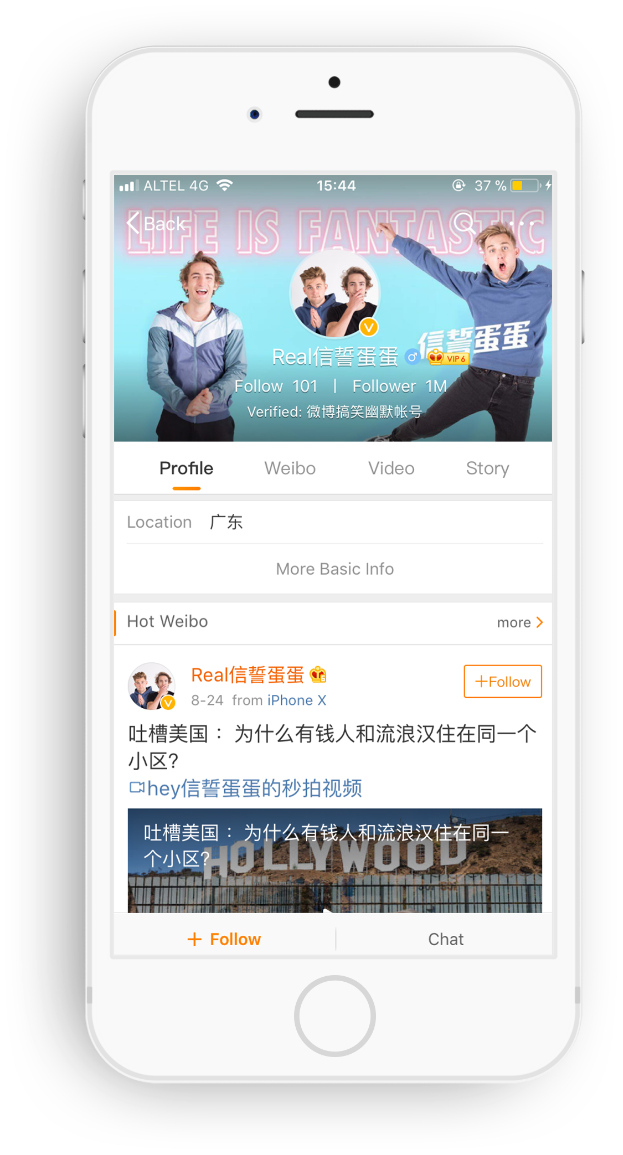 ALTEL 4G 15:44 37 %
LIFE IS FANTASTIC
Back
信誓蛋蛋
Real信誓蛋蛋 VIP 6
Follow 101 | Follower 1M
Verified: 微博搞笑幽默帐号
Profile Weibo Video Story
Location 广东
More Basic Info
Hot Weibo more
Real信誓蛋蛋
+Follow
8-24 from iPhone X
吐槽美国： 为什么有钱人和流浪汉住在同一个
小区?
hey信誓蛋蛋的秒拍视频
吐槽美国： 为什么有钱人和流浪汉住在同一
个小区?
HOLLYWOOD
+ Follow Chat